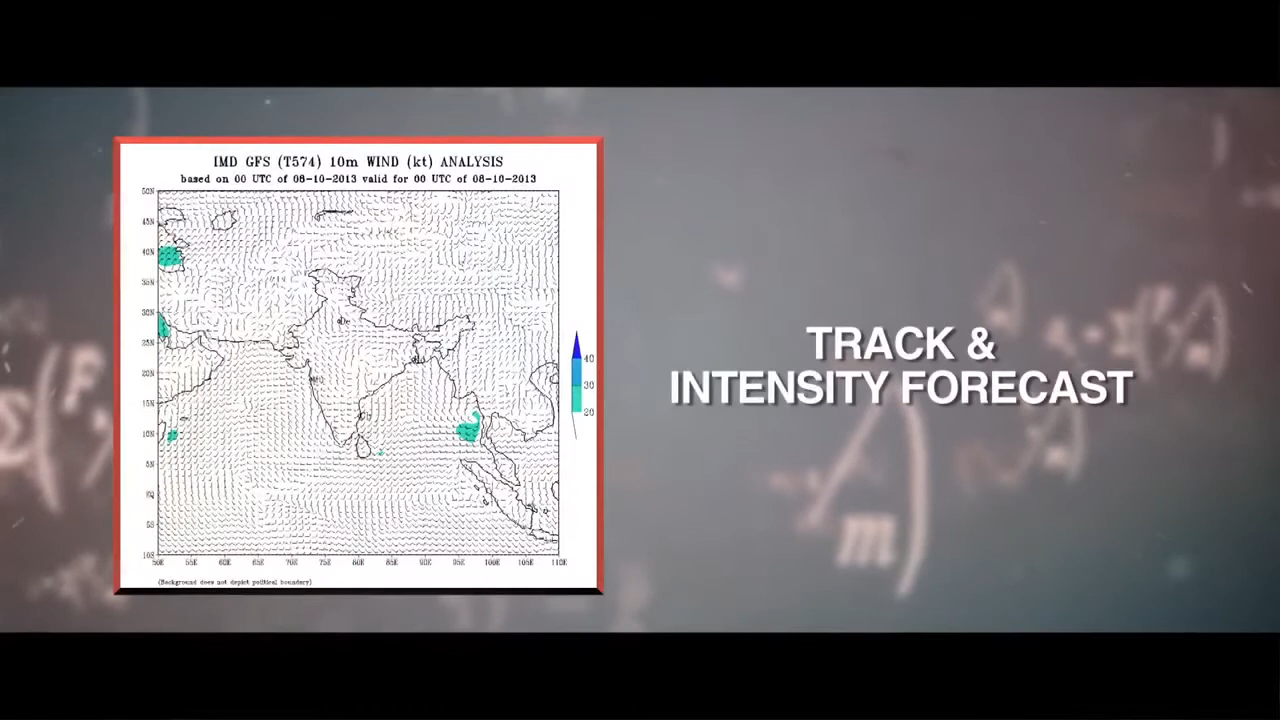 IMD GFS (T574) 10m WIND (kt) ANALYSIS
based on 00 UTC of 08-10-2013 valid for 00 UTC of 08-10-2013
50N
45N
40N
35N
30N
25N
20N
15N
10N
5N
EQ
5S
10S
50E 55E 60E 65E 70E 75E 80E 85E 90E 95E 100E 105E 110E
40
30
20
(Background does not depict political boundary)
TRACK &
INTENSITY FORECAST
m